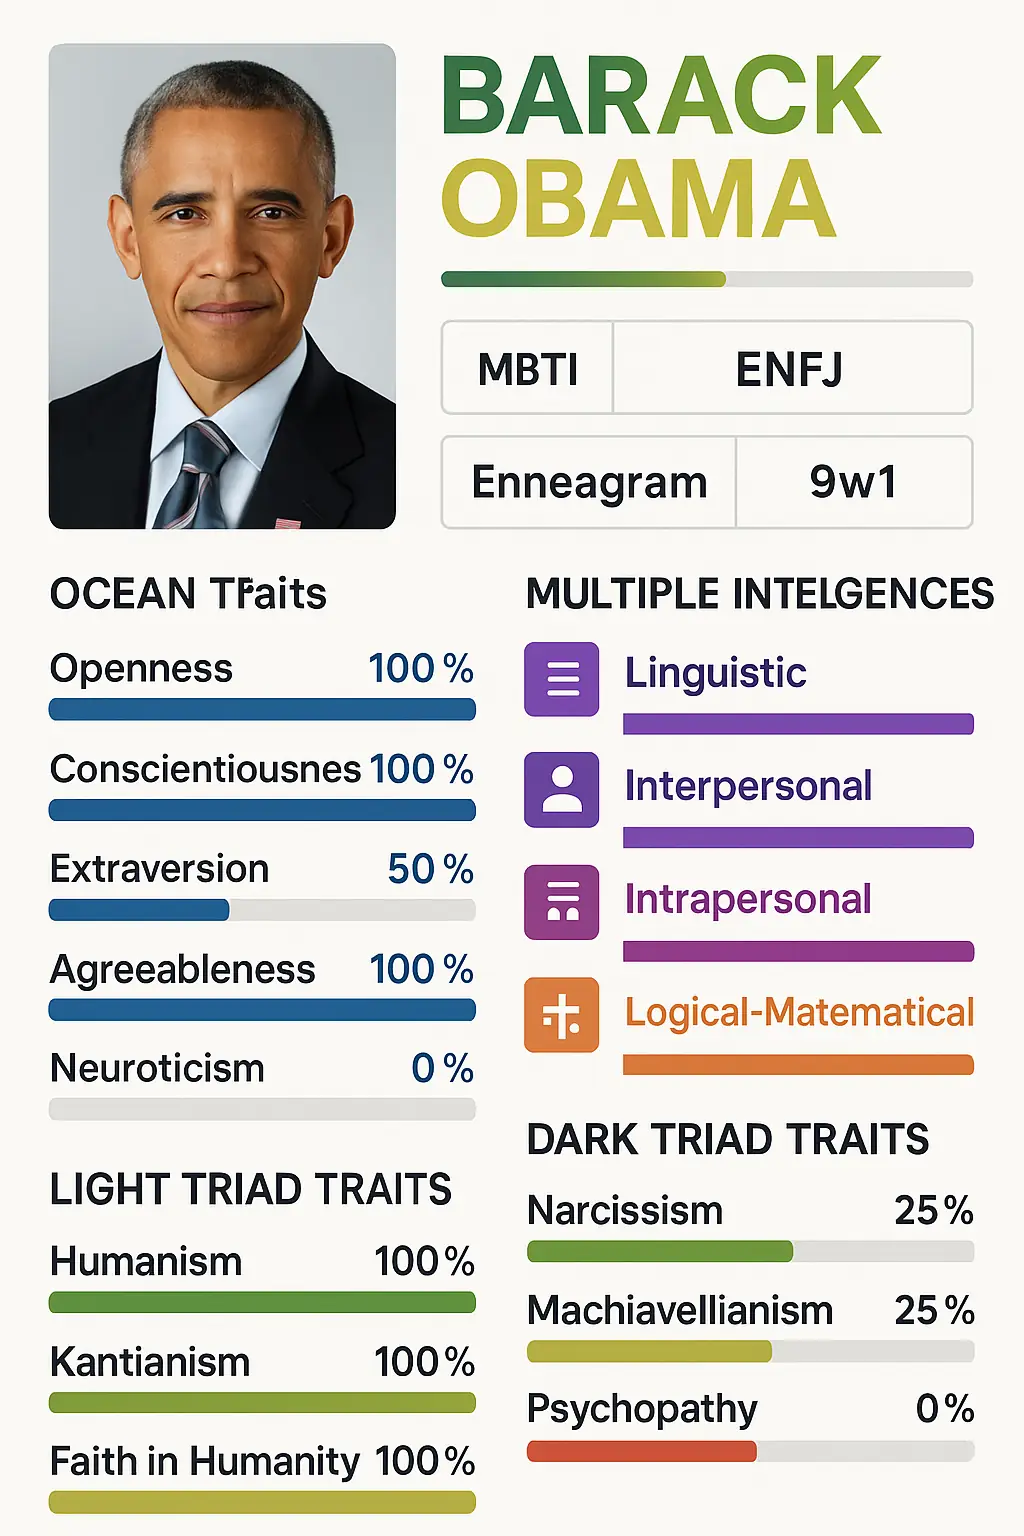 BARACK
OBAMA
MBTI ENFJ
Enneagram 9w1
OCEAN Traits
Openness 100 %
Conscientiousnes 100 %
Extraversion 50 %
Agreeableness 100 %
Neuroticism 0 %
LIGHT TRIAD TRAITS
Humanism 100 %
Kantianism 100 %
Faith in Humanity 100 %
MULTIPLE INTELGENCES
Linguistic
Interpersonal
Intrapersonal
Logical-Matematical
DARK TRIAD TRAITS
Narcissism 25 %
Machiavellianism 25 %
Psychopathy 0 %